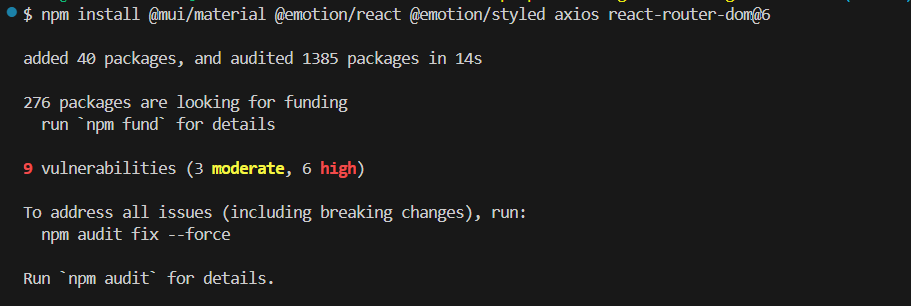 $ npm install @mui/material @emotion/react @emotion/styled axios react-router-dom@6
added 40 packages, and audited 1385 packages in 14s
276 packages are looking for funding
  run `npm fund` for details
9 vulnerabilities (3 moderate, 6 high)
To address all issues (including breaking changes), run:
  npm audit fix --force
Run `npm audit` for details.